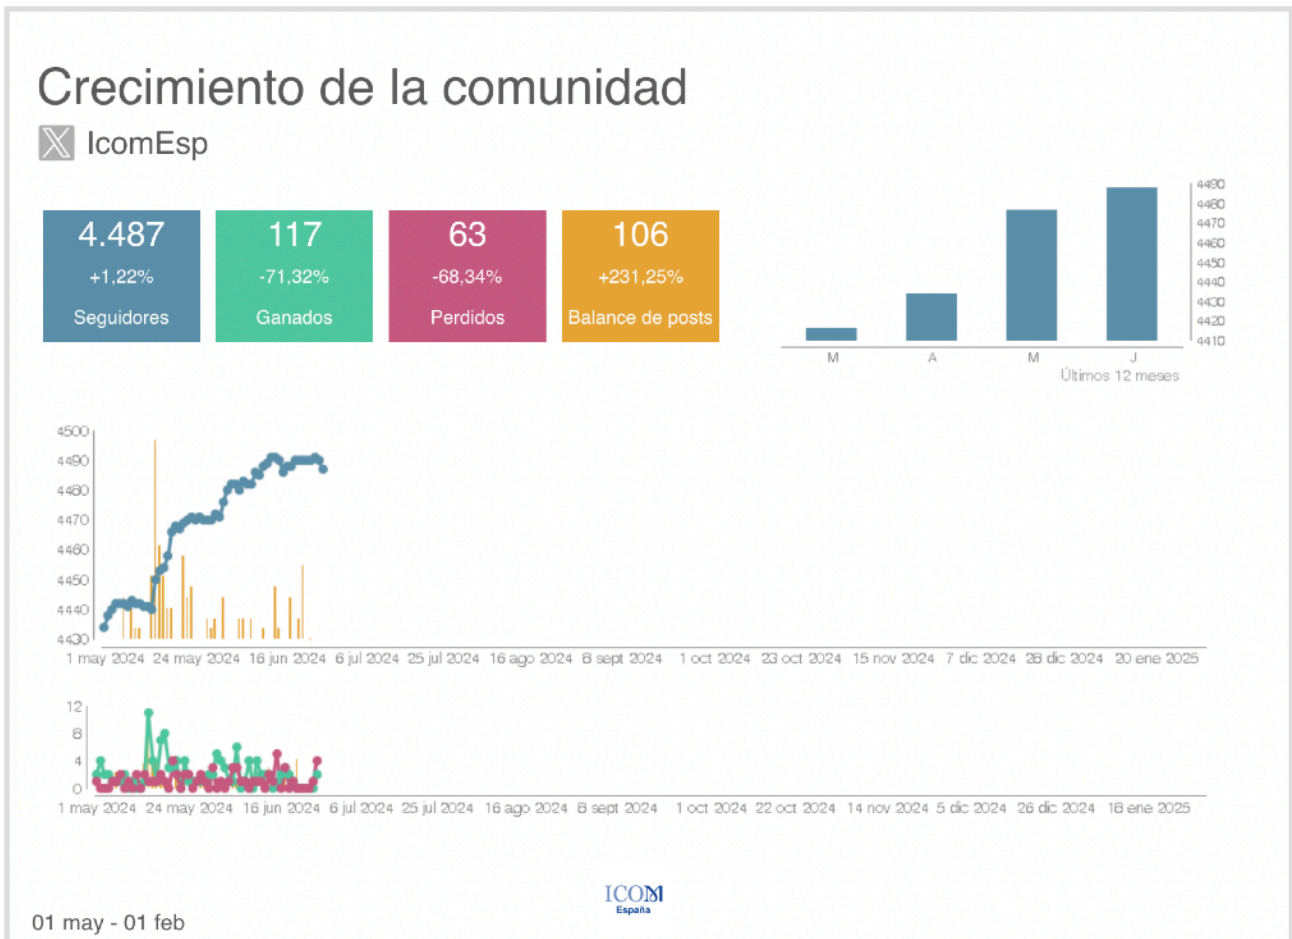 Crecimiento de la comunidad
IcomEsp
4.487
+1,22%
Seguidores
117
-71,32%
Ganados
63
-68,34%
Perdidos
106
+231,25%
Balance de posts
4490
4480
4470
4460
4450
4440
4430
4420
4410
M A M J
Últimos 12 meses
4500
4490
4480
4470
4460
4450
4440
4430
1 may 2024 24 may 2024 16 jun 2024 6 jul 2024 25 jul 2024 16 ago 2024 8 sept 2024 1 oct 2024 23 oct 2024 15 nov 2024 7 dic 2024 28 dic 2024 20 ene 2025
12
8
4
0
1 may 2024 24 may 2024 16 jun 2024 6 jul 2024 25 jul 2024 16 ago 2024 8 sept 2024 1 oct 2024 22 oct 2024 14 nov 2024 5 dic 2024 26 dic 2024 18 ene 2025
ICOM
España
01 may - 01 feb